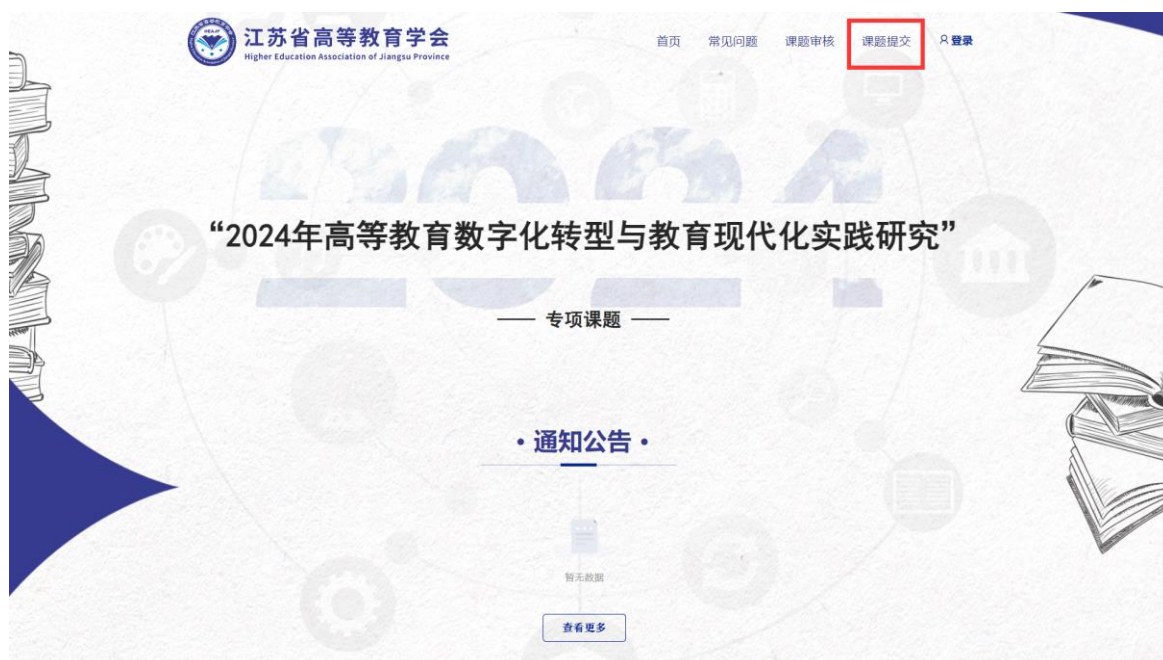 江苏省高等教育学会
Higher Education Association of Jiangsu Province
首页 常见问题 课题审核 课题提交 登录
2024
“2024年高等教育数字化转型与教育现代化实践研究”
—— 专项课题 ——
• 通知公告 •
暂无数据
查看更多